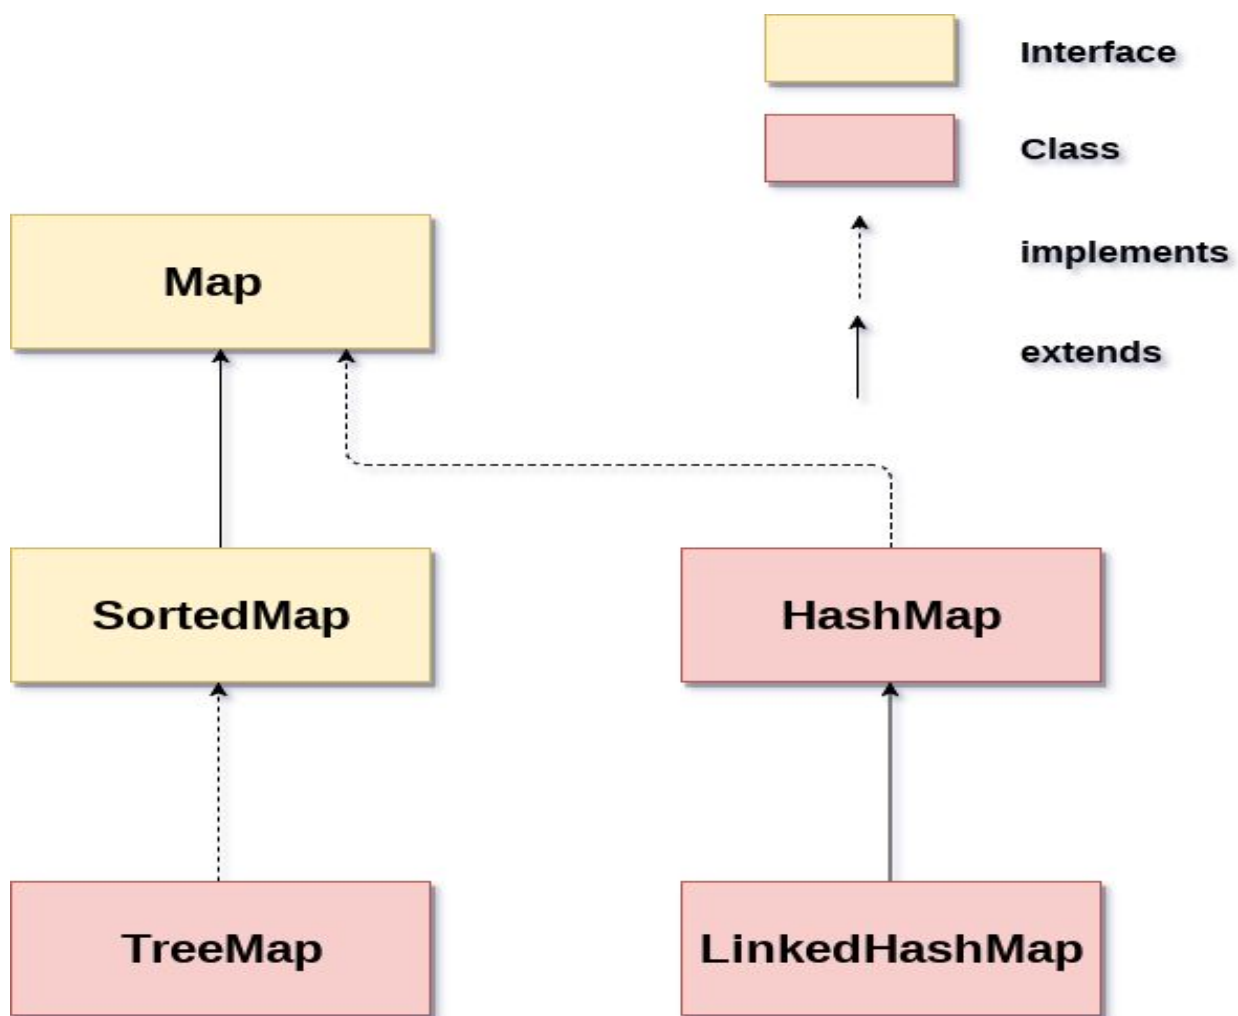 Interface
Class
implements
extends
Map
SortedMap
HashMap
TreeMap
LinkedHashMap